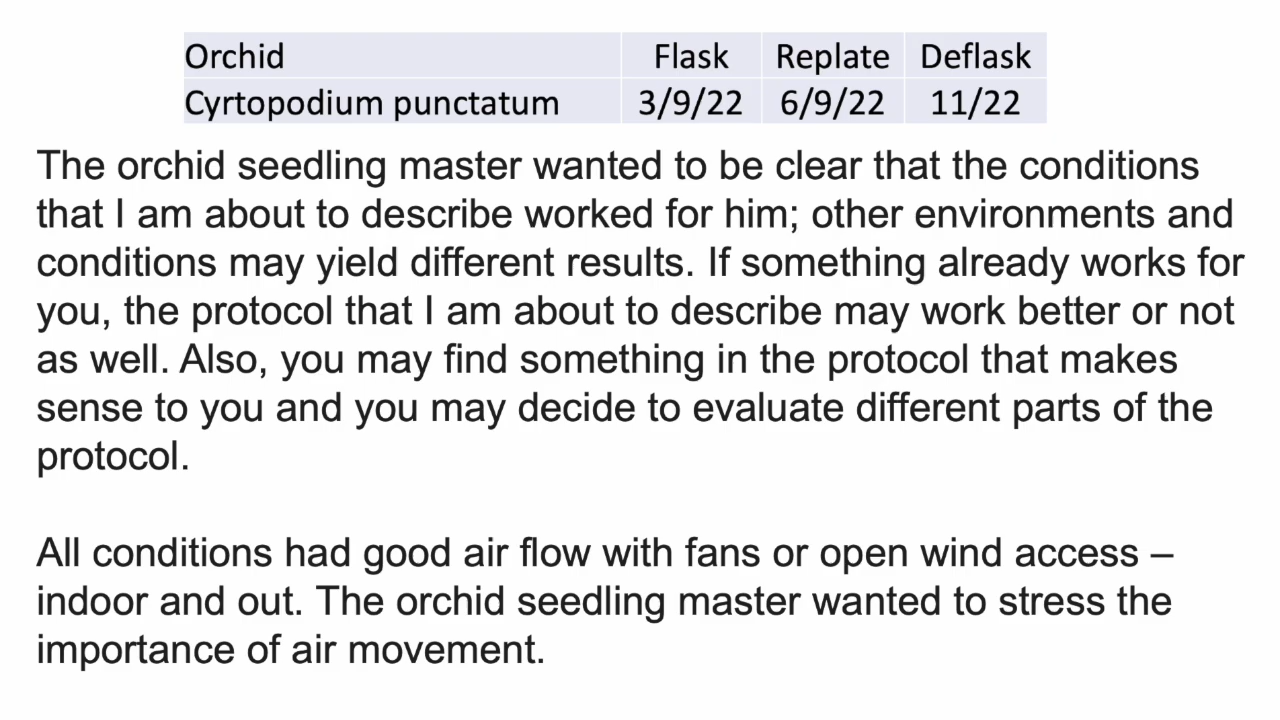 Orchid Flask Replate Deflask
Cyrtopodium punctatum 3/9/22 6/9/22 11/22
The orchid seedling master wanted to be clear that the conditions
that I am about to describe worked for him; other environments and
conditions may yield different results. If something already works for
you, the protocol that I am about to describe may work better or not
as well. Also, you may find something in the protocol that makes
sense to you and you may decide to evaluate different parts of the
protocol.
All conditions had good air flow with fans or open wind access –
indoor and out. The orchid seedling master wanted to stress the
importance of air movement.